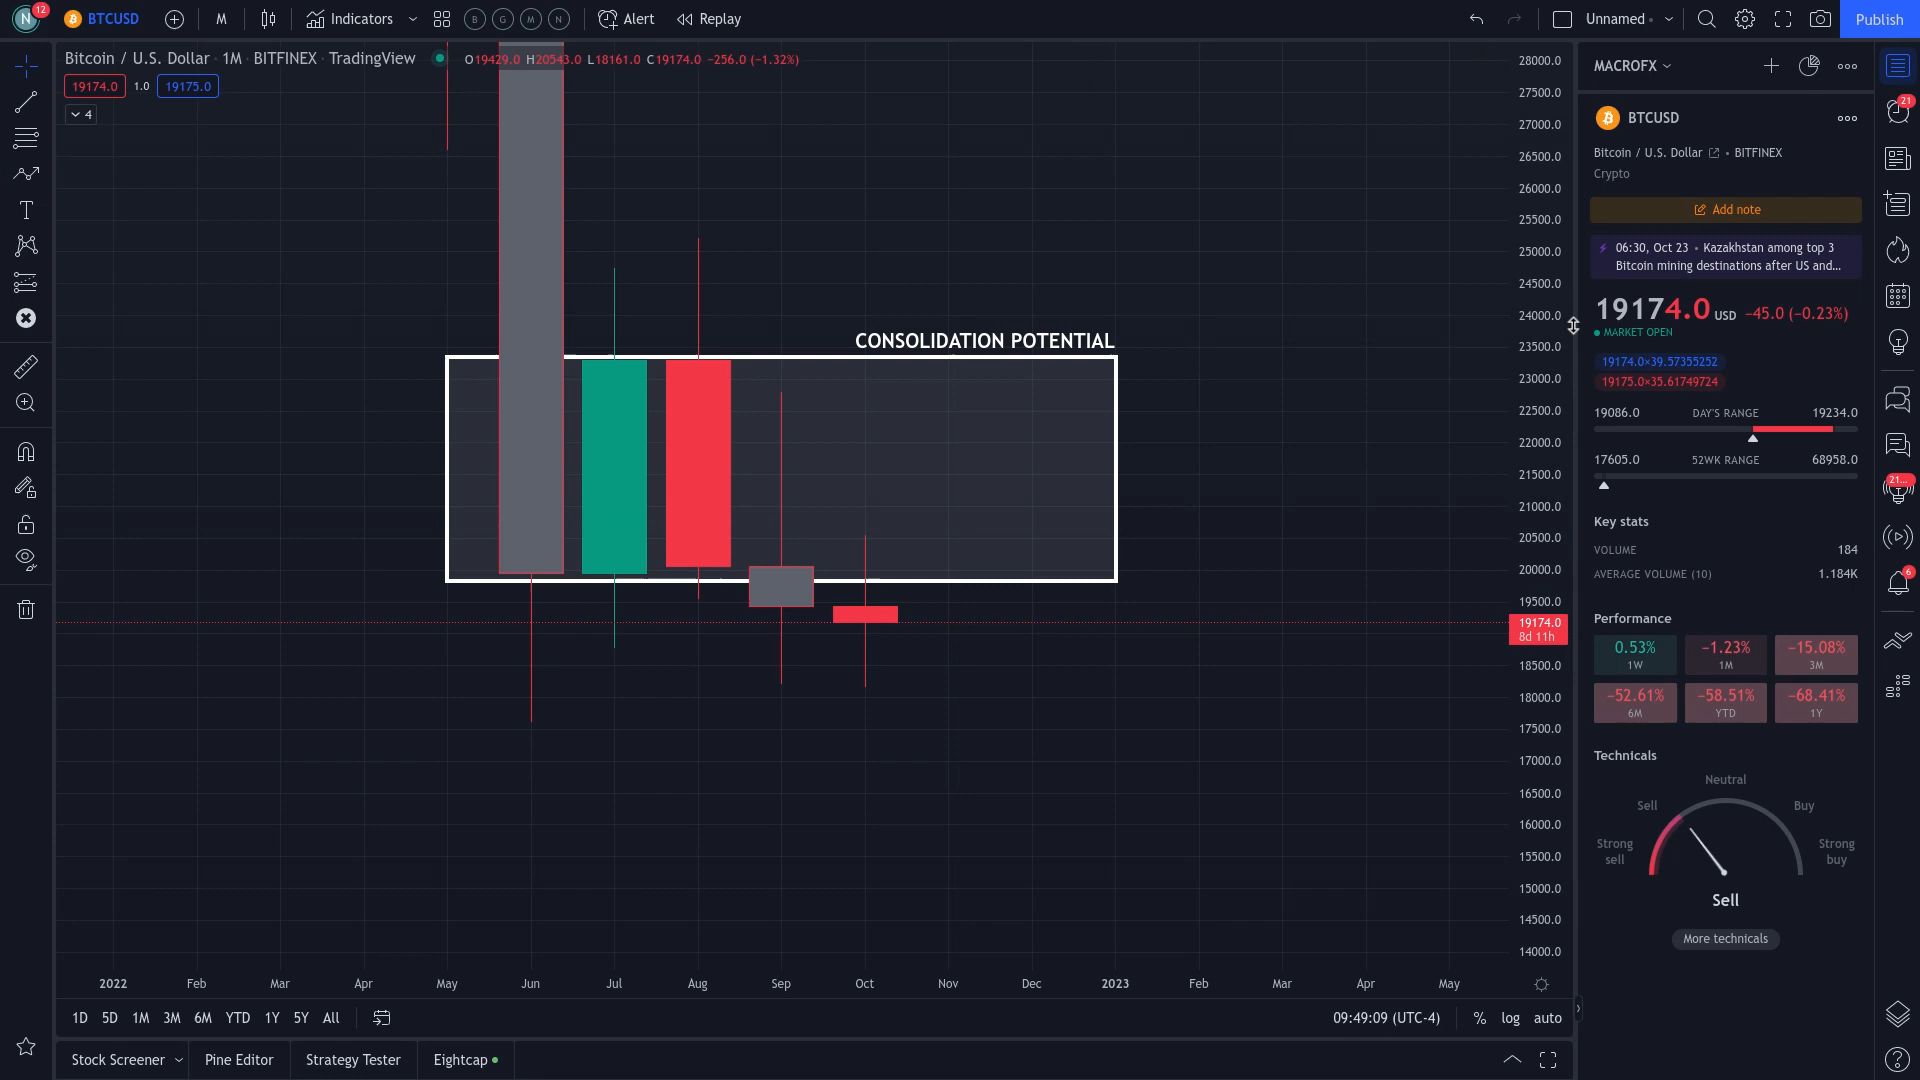 N 12 BTCUSD M Indicators B G M N Alert Replay Unnamed Publish
Bitcoin / U.S. Dollar · 1M · BITFINEX · TradingView O19429.0 H20543.0 L18161.0 C19174.0 −256.0 (−1.32%)
19174.0 1.0 19175.0
4
CONSOLIDATION POTENTIAL
28000.0
27500.0
27000.0
26500.0
26000.0
25500.0
25000.0
24500.0
24000.0
23500.0
23000.0
22500.0
22000.0
21500.0
21000.0
20500.0
20000.0
19500.0
19174.0
8d 11h
18500.0
18000.0
17500.0
17000.0
16500.0
16000.0
15500.0
15000.0
14500.0
14000.0
2022 Feb Mar Apr May Jun Jul Aug Sep Oct Nov Dec 2023 Feb Mar Apr May
1D 5D 1M 3M 6M YTD 1Y 5Y All 09:49:09 (UTC-4) % log auto
Stock Screener Pine Editor Strategy Tester Eightcap
MACROFX
BTCUSD
Bitcoin / U.S. Dollar • BITFINEX
Crypto
Add note
06:30, Oct 23 • Kazakhstan among top 3
Bitcoin mining destinations after US and...
19174.0 USD −45.0 (−0.23%)
MARKET OPEN
19174.0×39.57355252
19175.0×35.61749724
19086.0 DAY'S RANGE 19234.0
17605.0 52WK RANGE 68958.0
Key stats
VOLUME 184
AVERAGE VOLUME (10) 1.184K
Performance
0.53% −1.23% −15.08%
1W 1M 3M
−52.61% −58.51% −68.41%
6M YTD 1Y
Technicals
Neutral
Sell Buy
Strong sell Strong buy
Sell
More technicals
21
21...
6